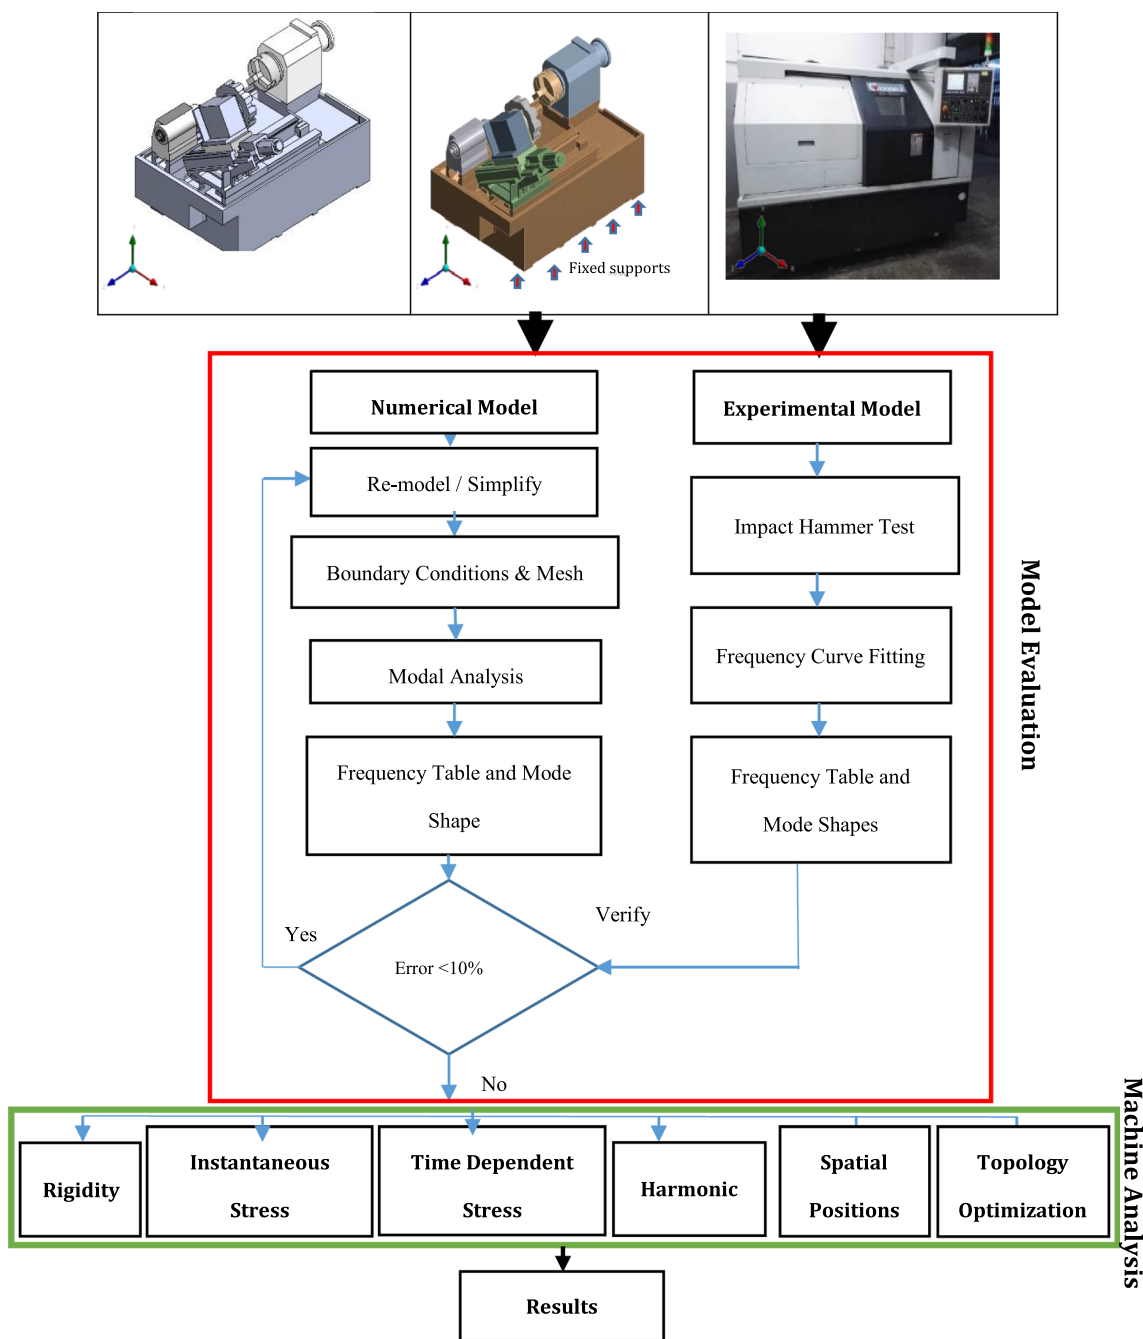 Fixed supports
Numerical Model
Experimental Model
Re-model / Simplify
Impact Hammer Test
Boundary Conditions & Mesh
Frequency Curve Fitting
Modal Analysis
Frequency Table and Mode
Shape
Frequency Table and
Mode Shapes
Yes
Verify
Error <10%
No
Model Evaluation
Rigidity
Instantaneous
Stress
Time Dependent
Stress
Harmonic
Spatial
Positions
Topology
Optimization
Machine Analysis
Results